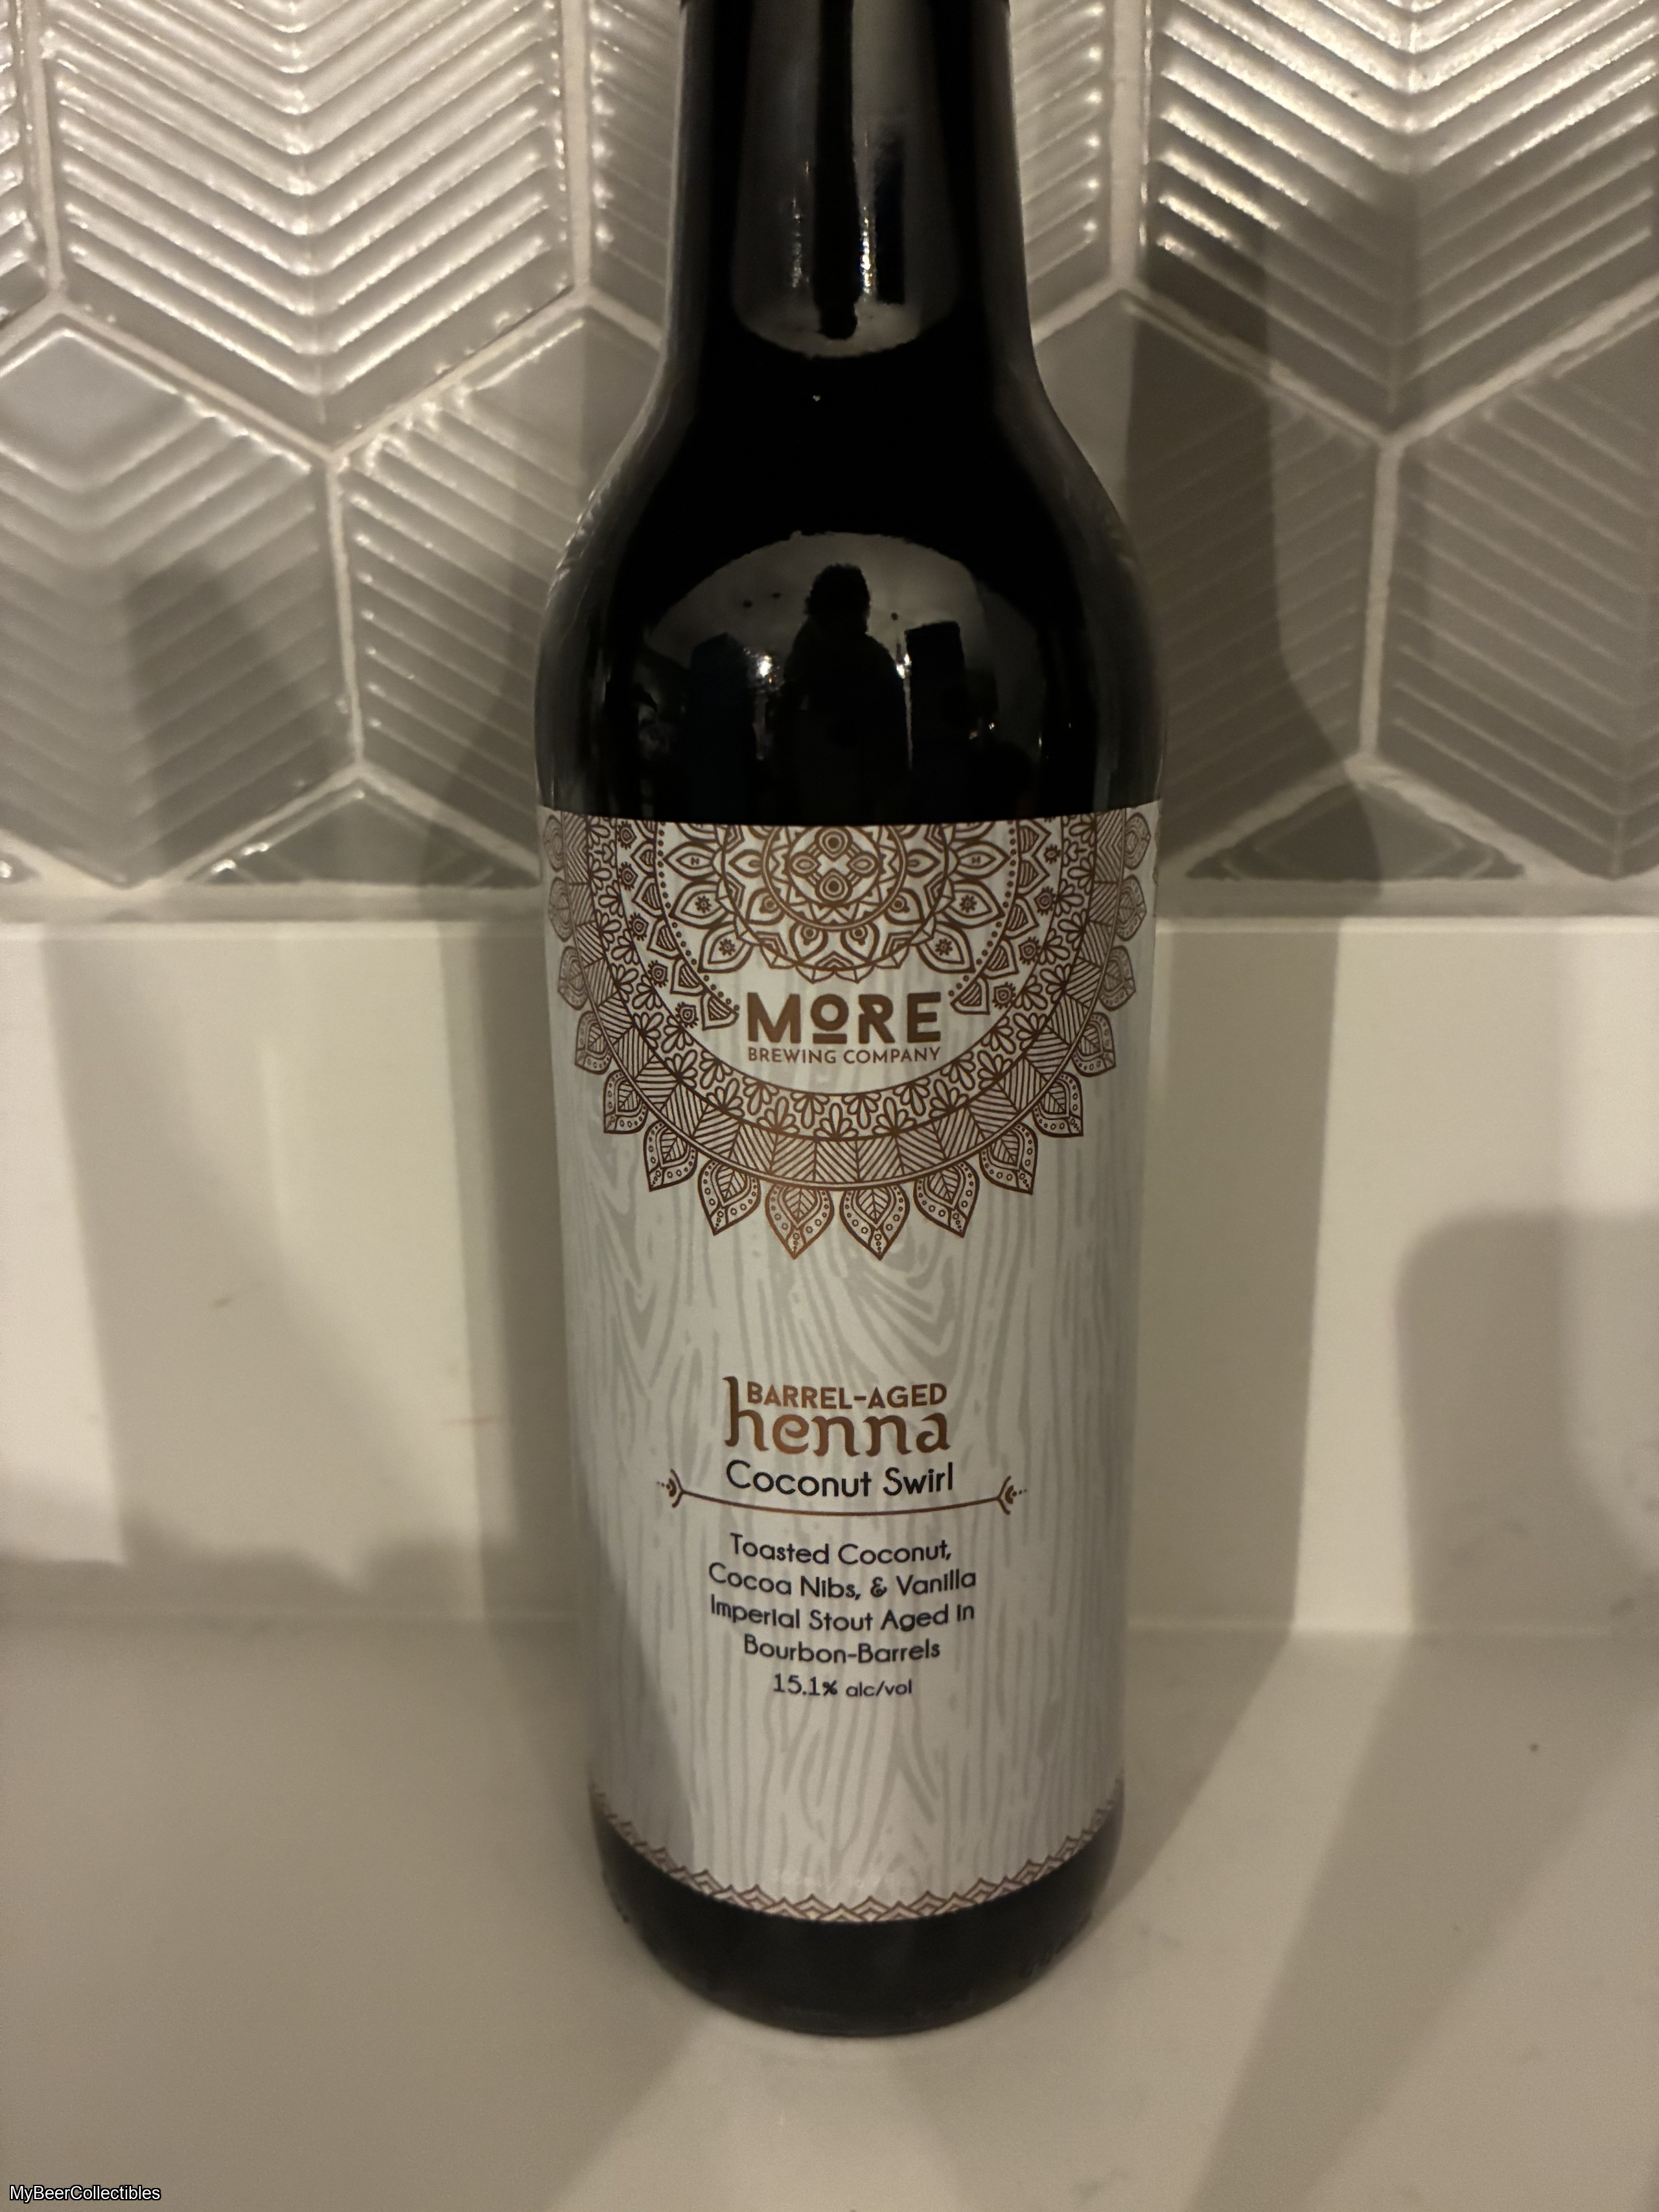 MORE
BREWING COMPANY
BARREL-AGED
henna
Coconut Swirl
Toasted Coconut,
Cocoa Nibs, & Vanilla
Imperial Stout Aged in
Bourbon-Barrels
15.1% alc/vol
MyBeerCollectibles